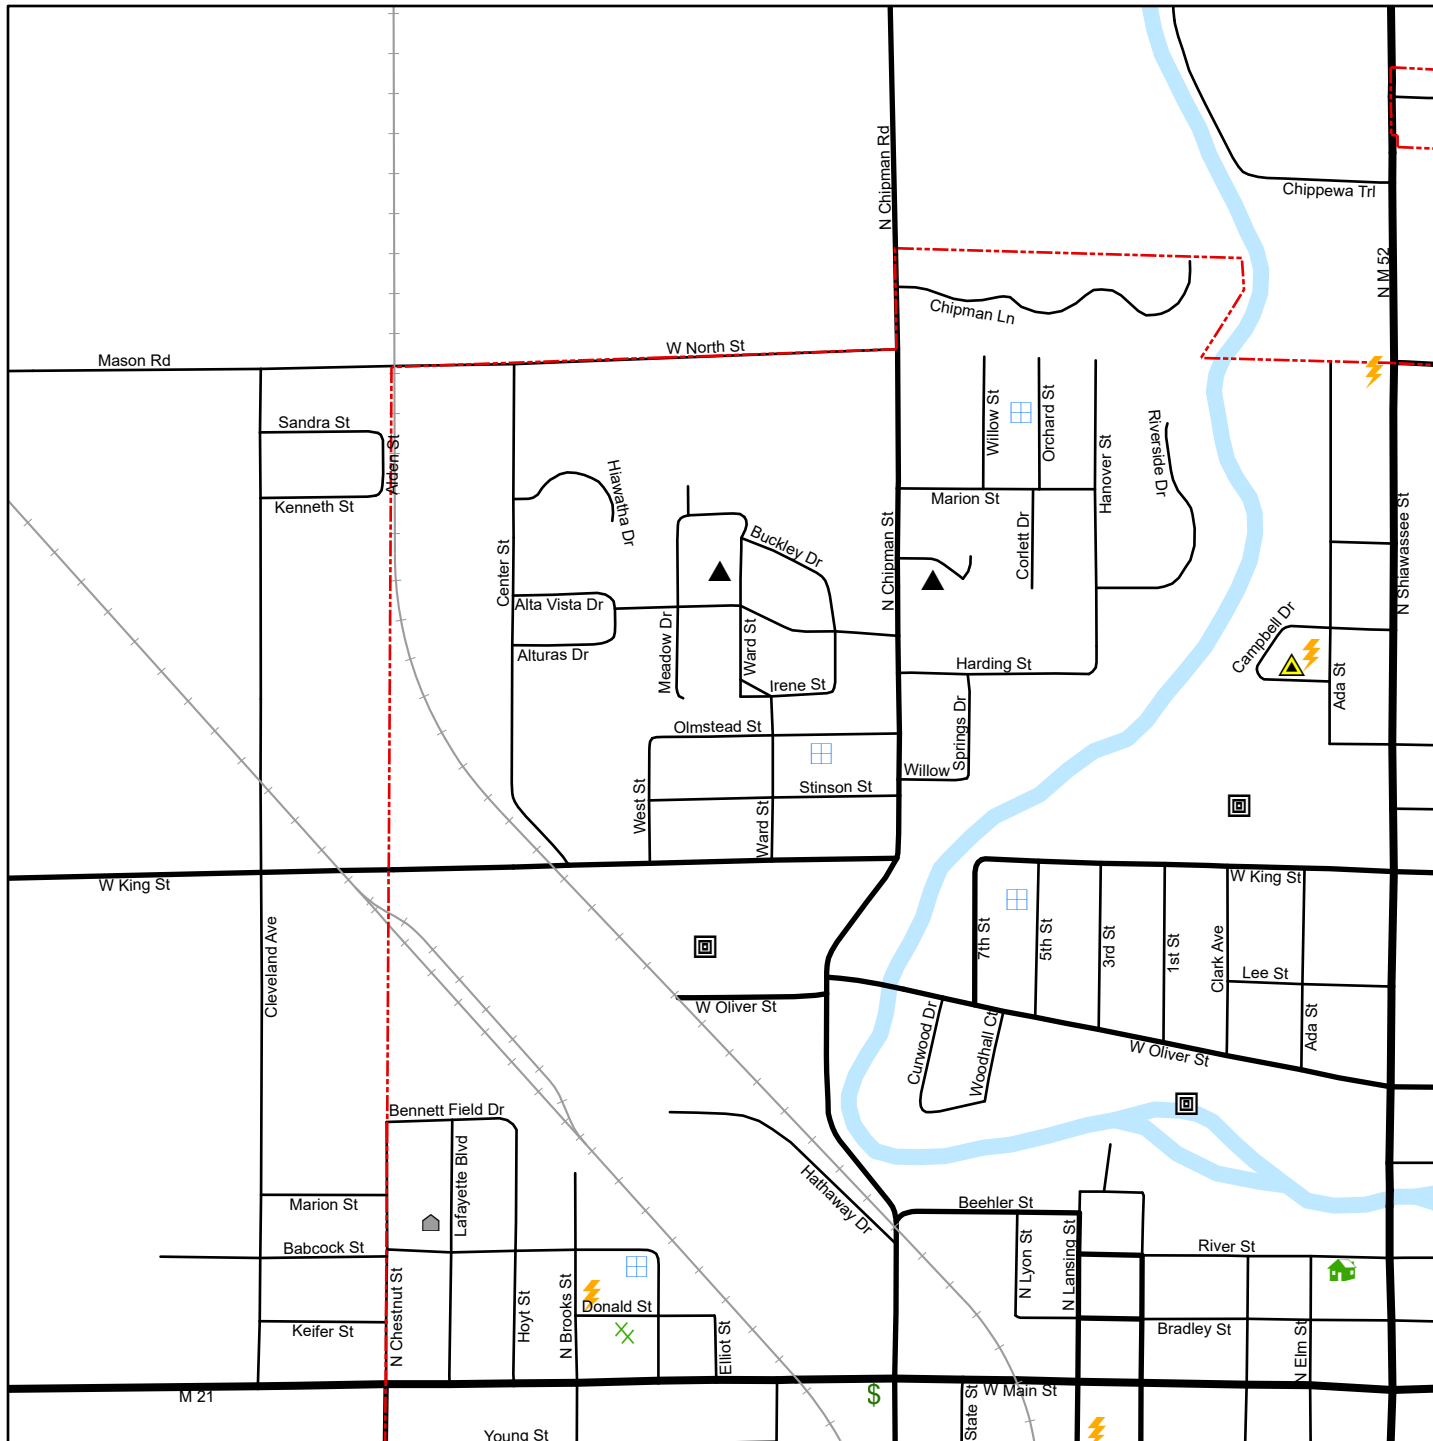 N Chipman Rd
Chippewa Trl
N M 52
Chipman Ln
W North St
Mason Rd
Sandra St
Alden St
Kenneth St
Hiawatha Dr
Willow St
Orchard St
Hanover St
Riverside Dr
Marion St
Corlett Dr
N Chipman St
N Shiawassee St
Buckley Dr
Center St
Alta Vista Dr
Alturas Dr
Meadow Dr
Ward St
Irene St
Harding St
Campbell Dr
Ada St
Olmstead St
Springs Dr
Willow
Stinson St
West St
Ward St
W King St
W King St
Cleveland Ave
7th St
5th St
3rd St
1st St
Clark Ave
Lee St
Ada St
W Oliver St
Curwood Dr
Woodhall Ct
W Oliver St
Bennett Field Dr
Lafayette Blvd
Hathaway Dr
Marion St
Babcock St
Beehler St
N Lyon St
N Lansing St
River St
Keifer St
N Chestnut St
Hoyt St
N Brooks St
Donald St
Elliot St
Bradley St
N Elm St
M 21
$
W Main St
State St
Young St